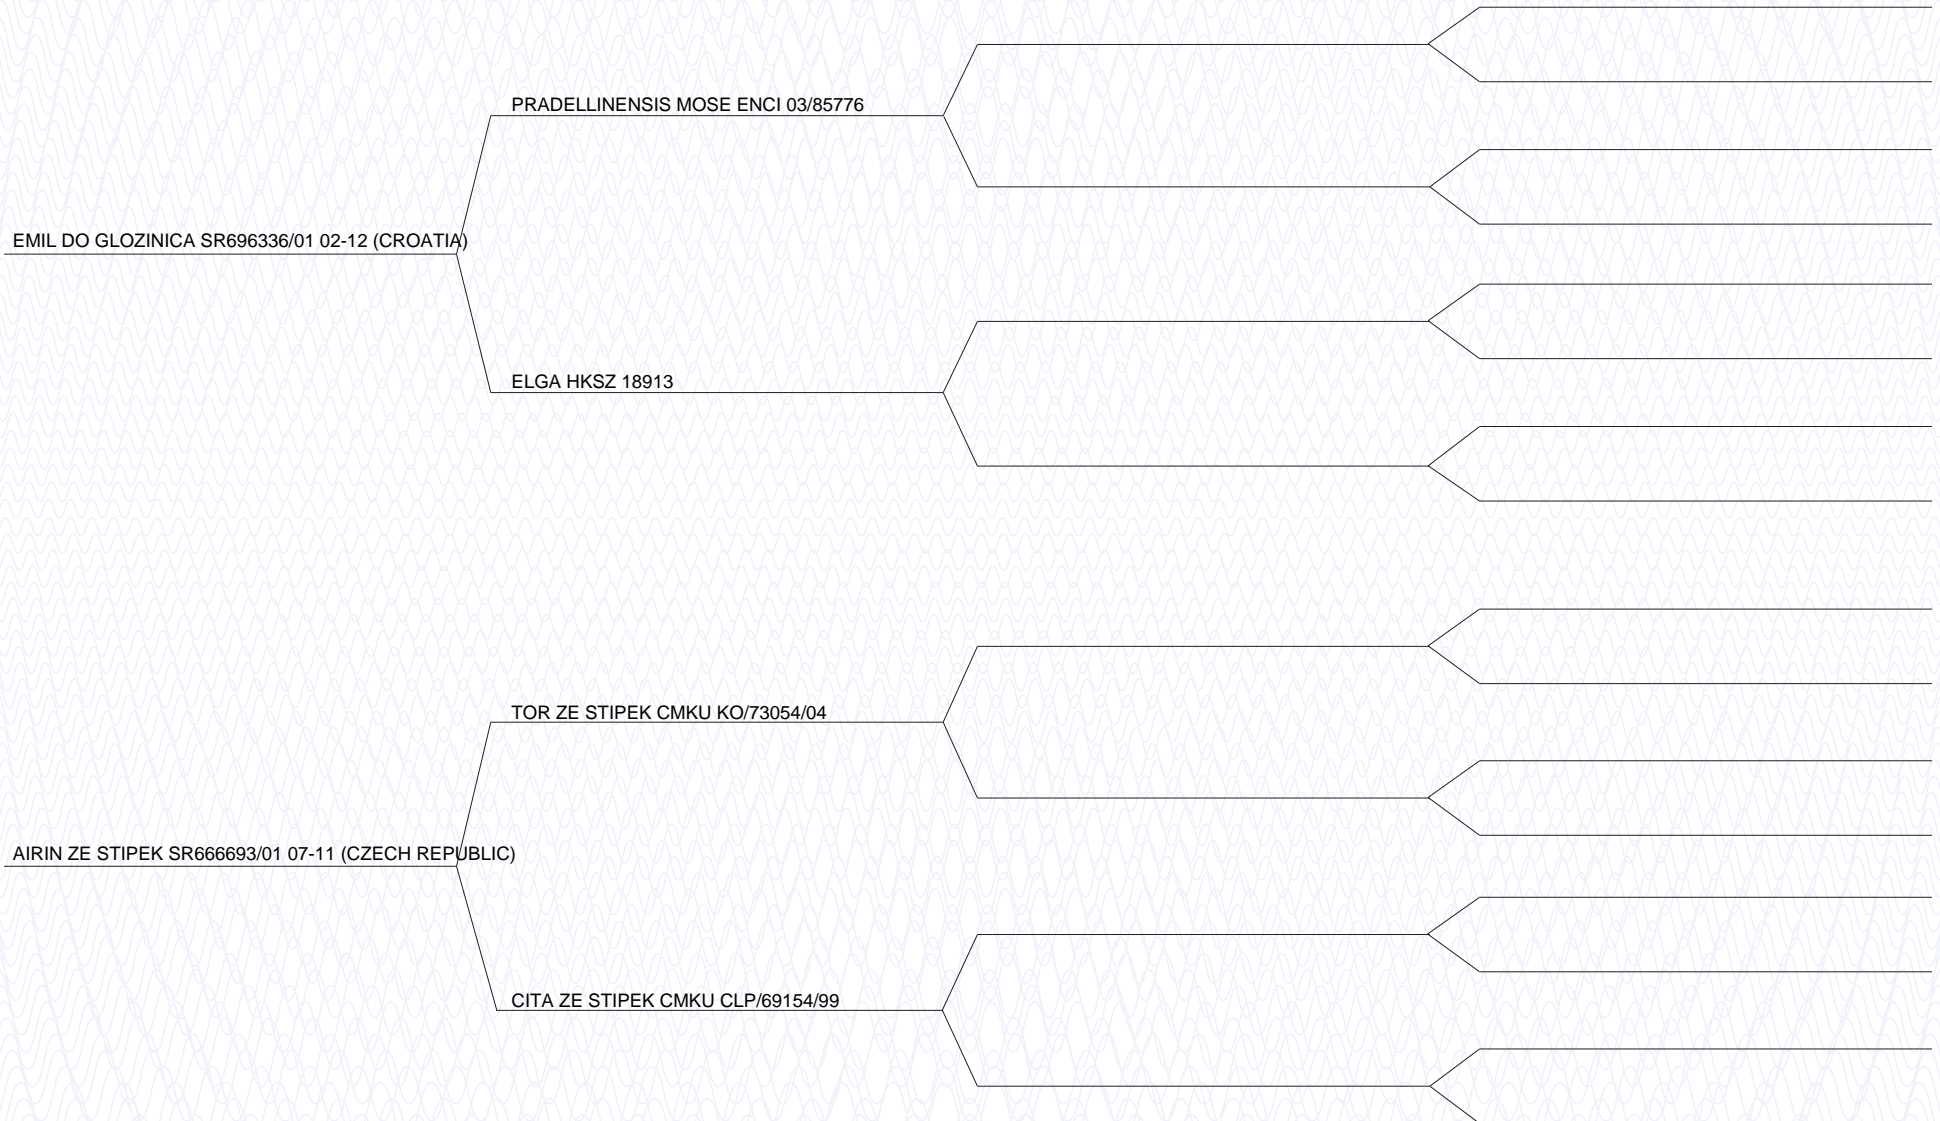 PRADELLINENSIS MOSE ENCI 03/85776
EMIL DO GLOZINICA SR696336/01 02-12 (CROATIA)
ELGA HKSZ 18913
TOR ZE STIPEK CMKU KO/73054/04
AIRIN ZE STIPEK SR666693/01 07-11 (CZECH REPUBLIC)
CITA ZE STIPEK CMKU CLP/69154/99